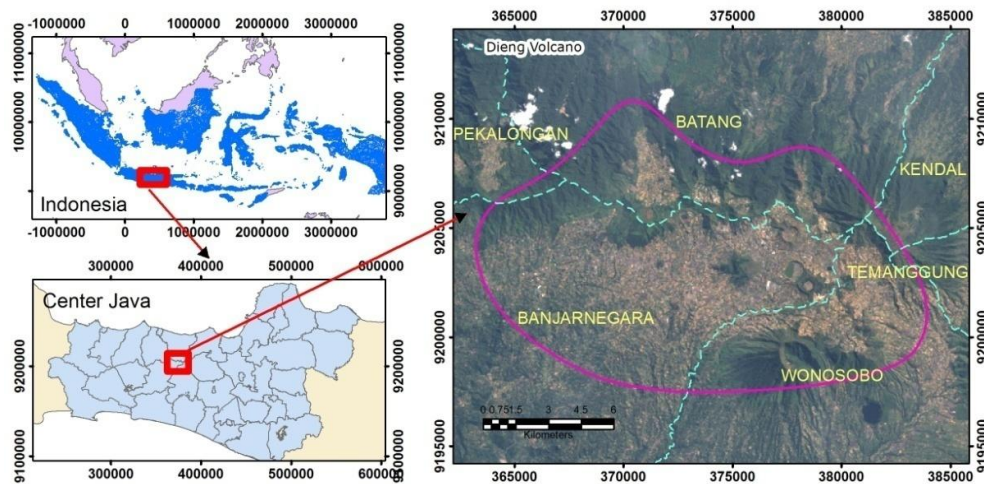 -1000000 0 1000000 2000000 3000000
11000000
10000000
9000000
11000000
10000000
9000000
Indonesia
-1000000 0 1000000 2000000 3000000
300000 400000 500000 600000
Center Java
9200000
9100000
9200000
300000 400000 500000 600000
365000 370000 375000 380000 385000
Dieng Volcano
9210000
9205000
9200000
9195000
PEKALONGAN
BATANG
KENDAL
TEMANGGUNG
BANJARNEGARA
WONOSOBO
9210000
9205000
9200000
9195000
0 0.75 1.5 3 4.5 6
Kilometers
365000 370000 375000 380000 385000